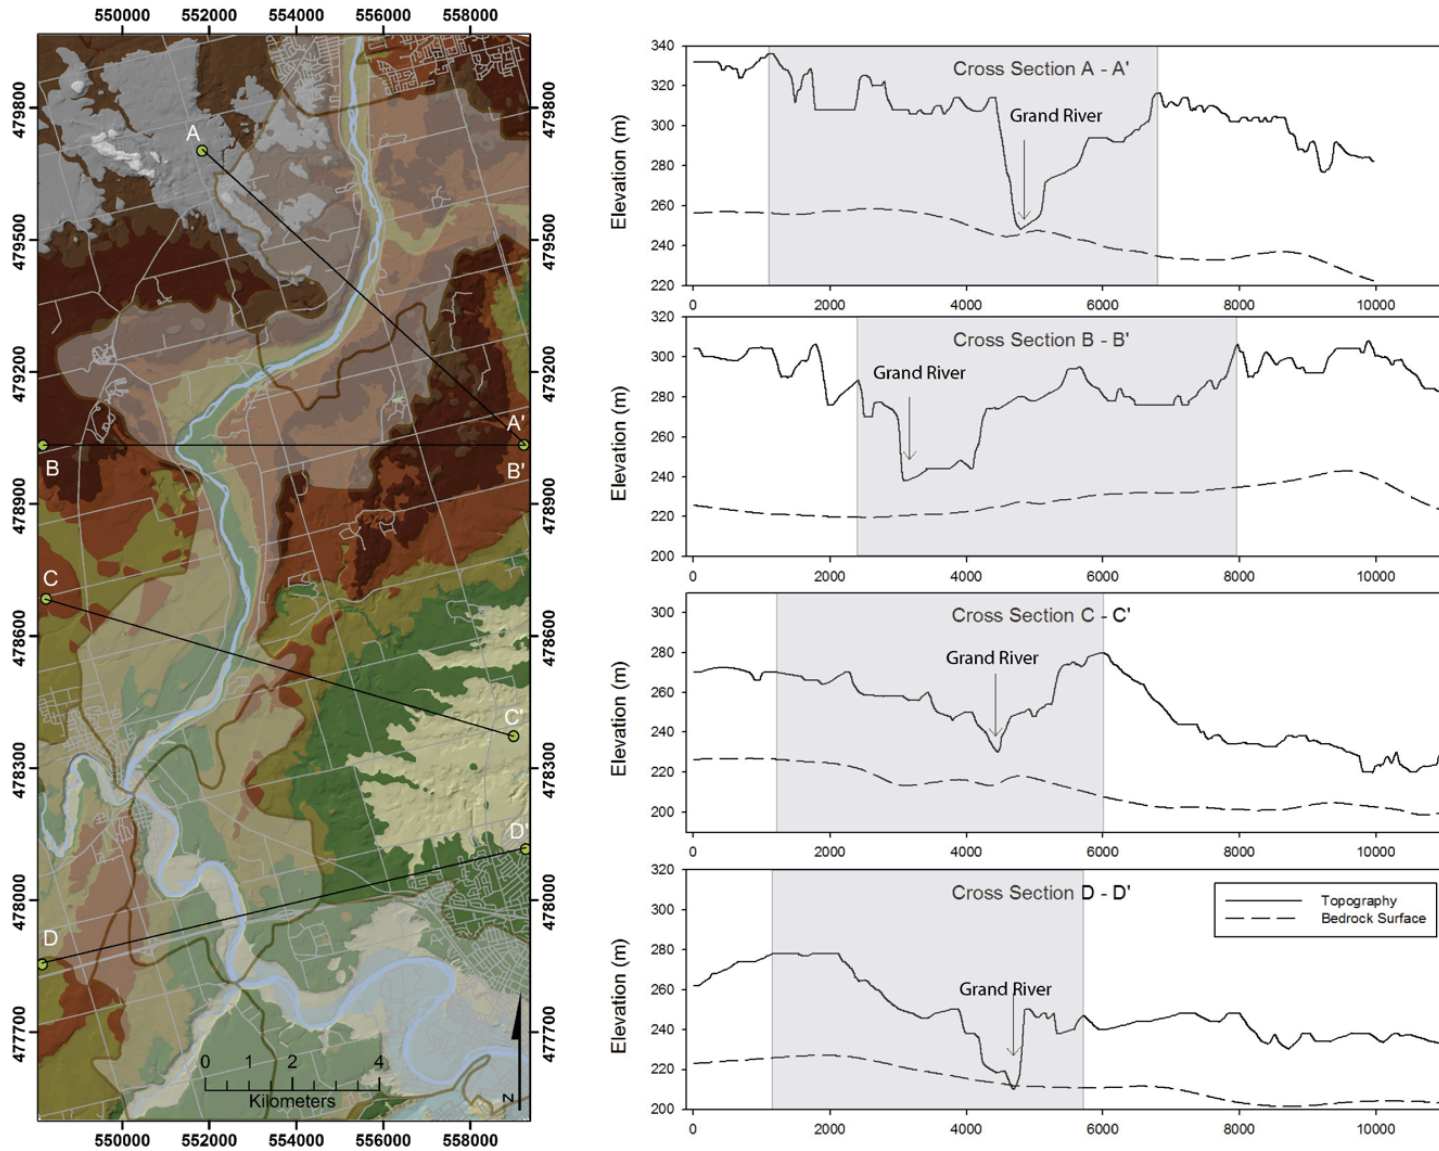 550000 552000 554000 556000 558000
479800
479500
479200
478900
478600
478300
478000
477700
479800
479500
479200
478900
478600
478300
478000
477700
A
A'
B
B'
C
C'
D
D'
0 1 2 4
Kilometers
N
550000 552000 554000 556000 558000
Cross Section A - A'
Grand River
Elevation (m)
340
320
300
280
260
240
220
0 2000 4000 6000 8000 10000
Cross Section B - B'
Grand River
Elevation (m)
320
300
280
260
240
220
200
0 2000 4000 6000 8000 10000
Cross Section C - C'
Grand River
Elevation (m)
300
280
260
240
220
200
0 2000 4000 6000 8000 10000
Cross Section D - D'
Grand River
Topography
Bedrock Surface
Elevation (m)
320
300
280
260
240
220
200
0 2000 4000 6000 8000 10000